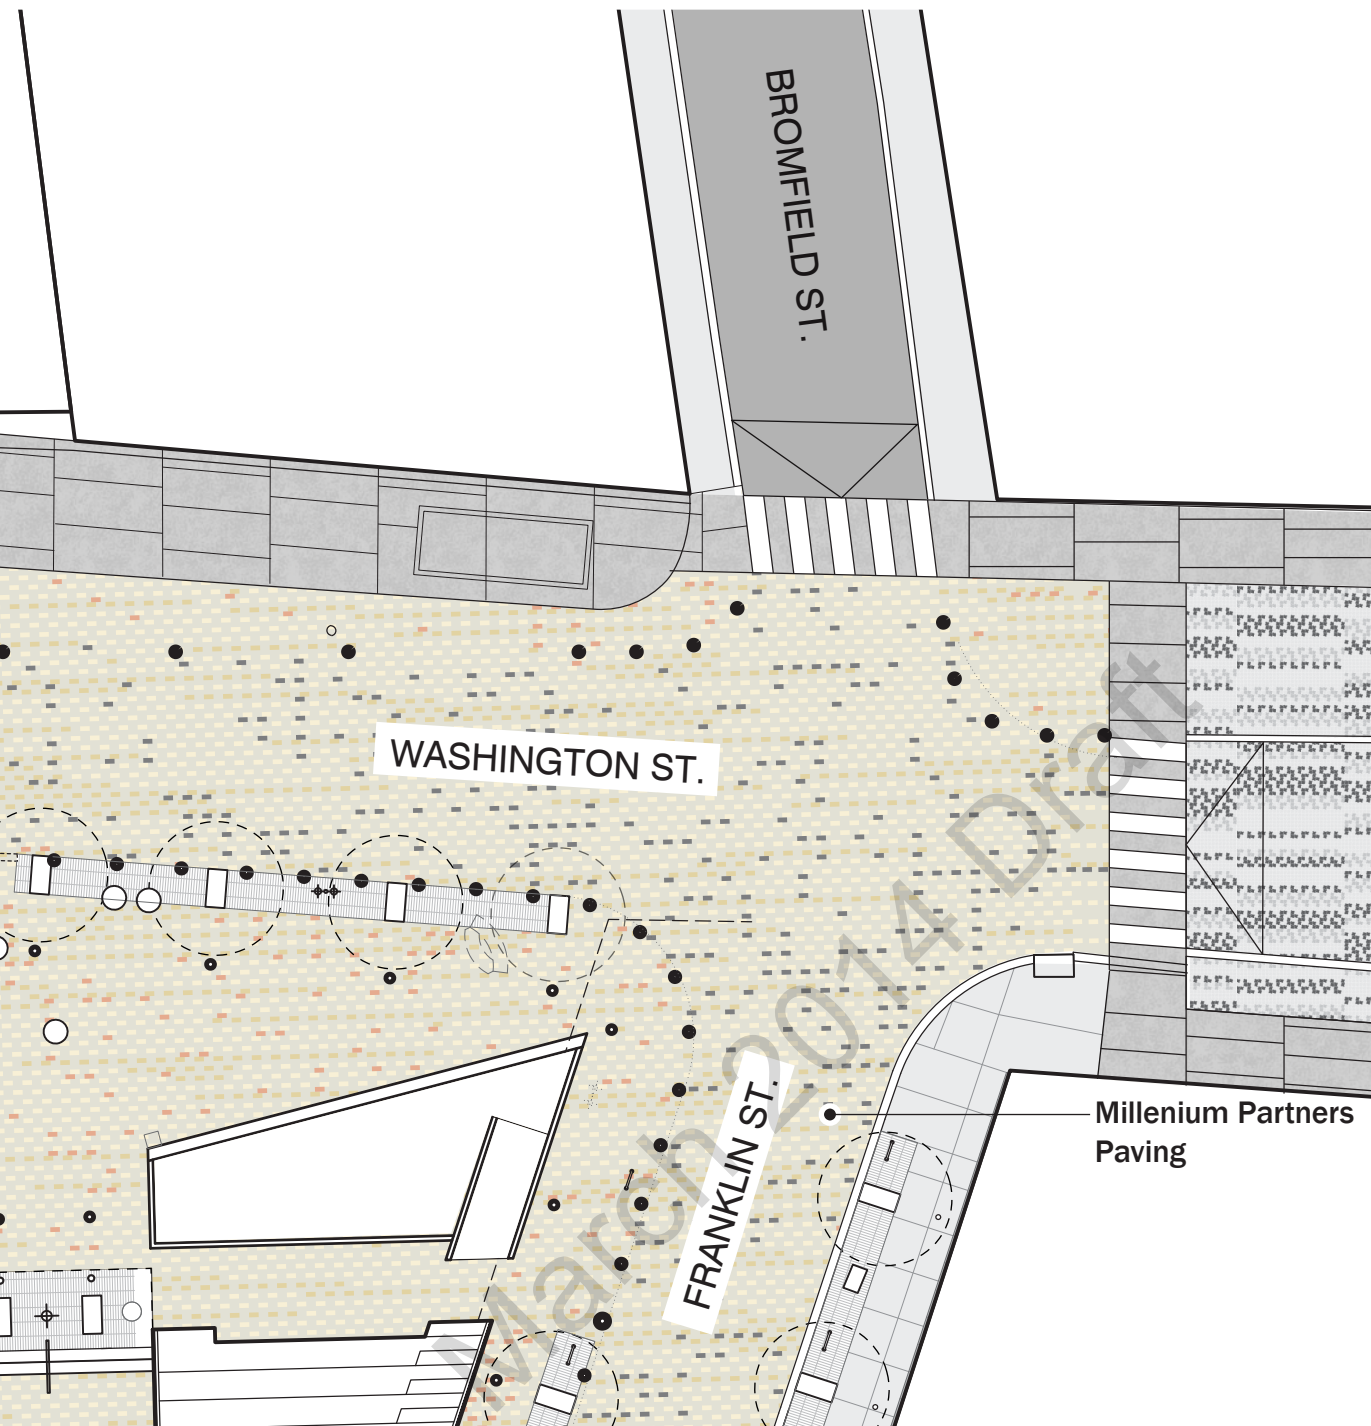 BROMFIELD ST.
WASHINGTON ST.
March 2014 Draft
FRANKLIN ST.
Millenium Partners
Paving